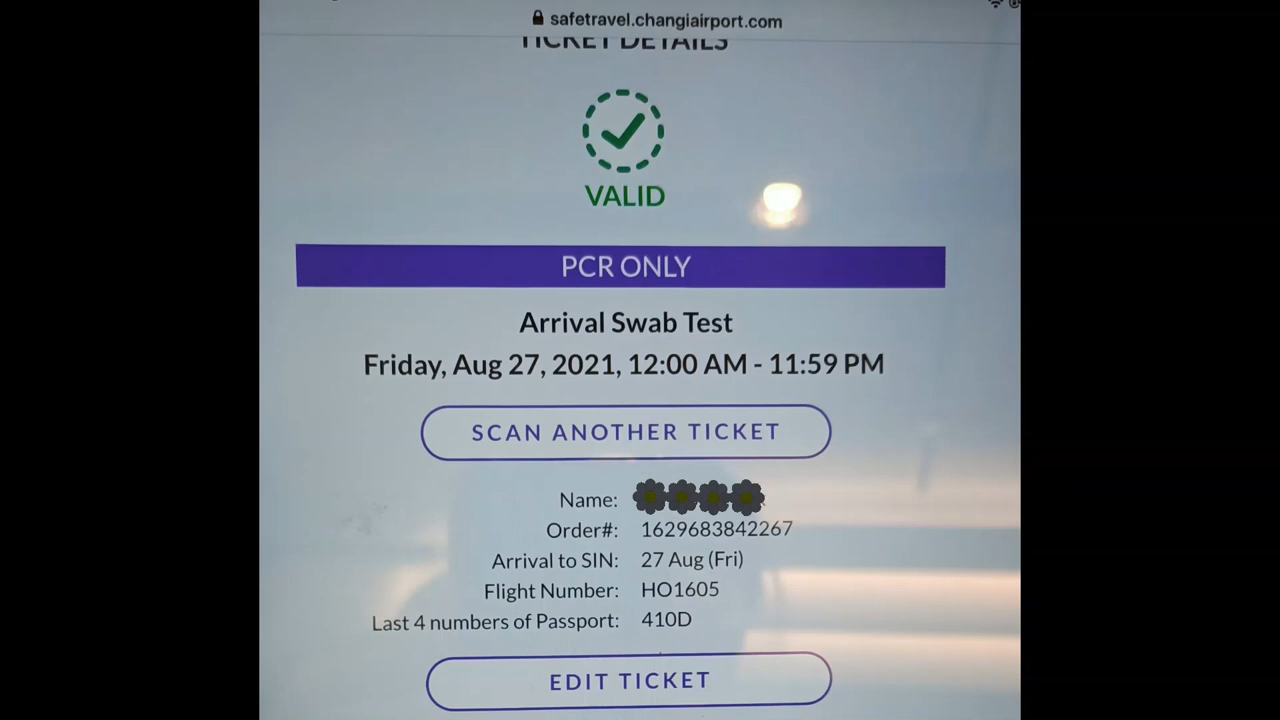 safetravel.changiairport.com
TICKET DETAILS
VALID
PCR ONLY
Arrival Swab Test
Friday, Aug 27, 2021, 12:00 AM - 11:59 PM
SCAN ANOTHER TICKET
Name:
Order#: 1629683842267
Arrival to SIN: 27 Aug (Fri)
Flight Number: HO1605
Last 4 numbers of Passport: 410D
EDIT TICKET